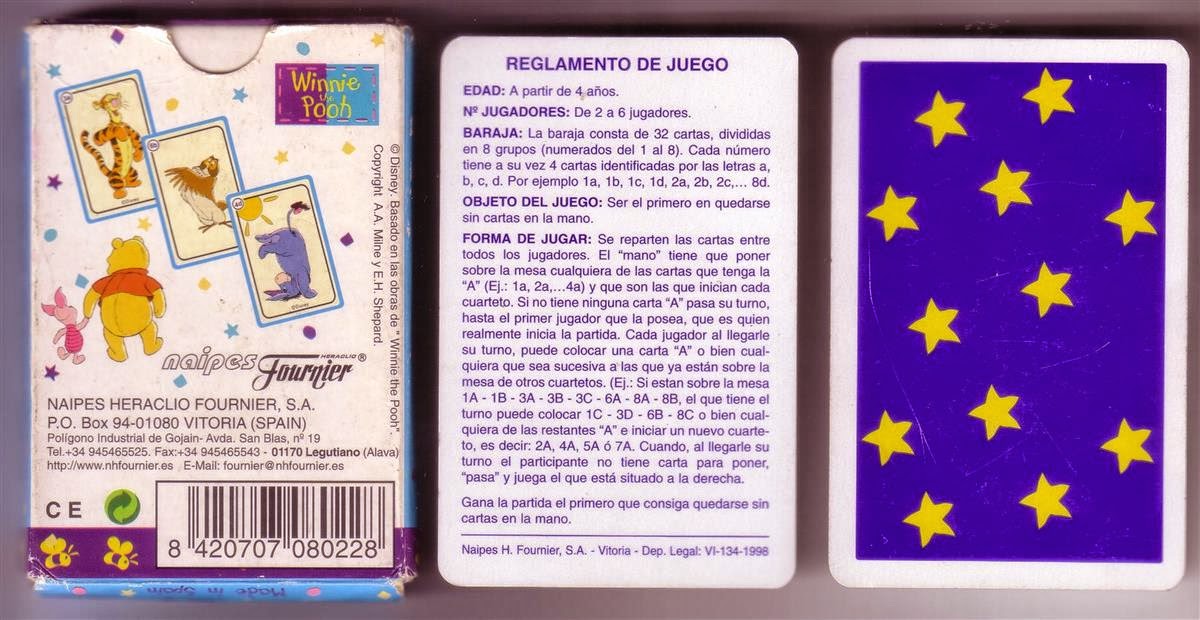 Winnie
the
Pooh
© Disney. Basado en las obras de " Winnie the Pooh"
Copyright A.A. Milne y E.H. Shepard.
©Disney
©Disney
naipes HERACLIO Fournier®
NAIPES HERACLIO FOURNIER, S.A.
P.O. Box 94-01080 VITORIA (SPAIN)
Polígono Industrial de Gojain- Avda. San Blas, nº 19
Tel.+34 945465525. Fax:+34 945465543 - 01170 Legutiano (Alava)
http://www.nhfournier.es E-Mail: fournier@nhfournier.es
CE
8 420707 080228
Made in Spain
REGLAMENTO DE JUEGO
EDAD: A partir de 4 años.
Nº JUGADORES: De 2 a 6 jugadores.
BARAJA: La baraja consta de 32 cartas, divididas
en 8 grupos (numerados del 1 al 8). Cada número
tiene a su vez 4 cartas identificadas por las letras a,
b, c, d. Por ejemplo 1a, 1b, 1c, 1d, 2a, 2b, 2c,... 8d.
OBJETO DEL JUEGO: Ser el primero en quedarse
sin cartas en la mano.
FORMA DE JUGAR: Se reparten las cartas entre
todos los jugadores. El "mano" tiene que poner
sobre la mesa cualquiera de las cartas que tenga la
"A" (Ej.: 1a, 2a,...4a) y que son las que inician cada
cuarteto. Si no tiene ninguna carta "A" pasa su turno,
hasta el primer jugador que la posea, que es quien
realmente inicia la partida. Cada jugador al llegarle
su turno, puede colocar una carta "A" o bien cual-
quiera que sea sucesiva a las que ya están sobre la
mesa de otros cuartetos. (Ej.: Si estan sobre la mesa
1A - 1B - 3A - 3B - 3C - 6A - 8A - 8B, el que tiene el
turno puede colocar 1C - 3D - 6B - 8C o bien cual-
quiera de las restantes "A" e iniciar un nuevo cuarte-
to, es decir: 2A, 4A, 5A ó 7A. Cuando, al llegarle su
turno el participante no tiene carta para poner,
"pasa" y juega el que está situado a la derecha.
Gana la partida el primero que consiga quedarse sin
cartas en la mano.
Naipes H. Fournier, S.A. - Vitoria - Dep. Legal: VI-134-1998